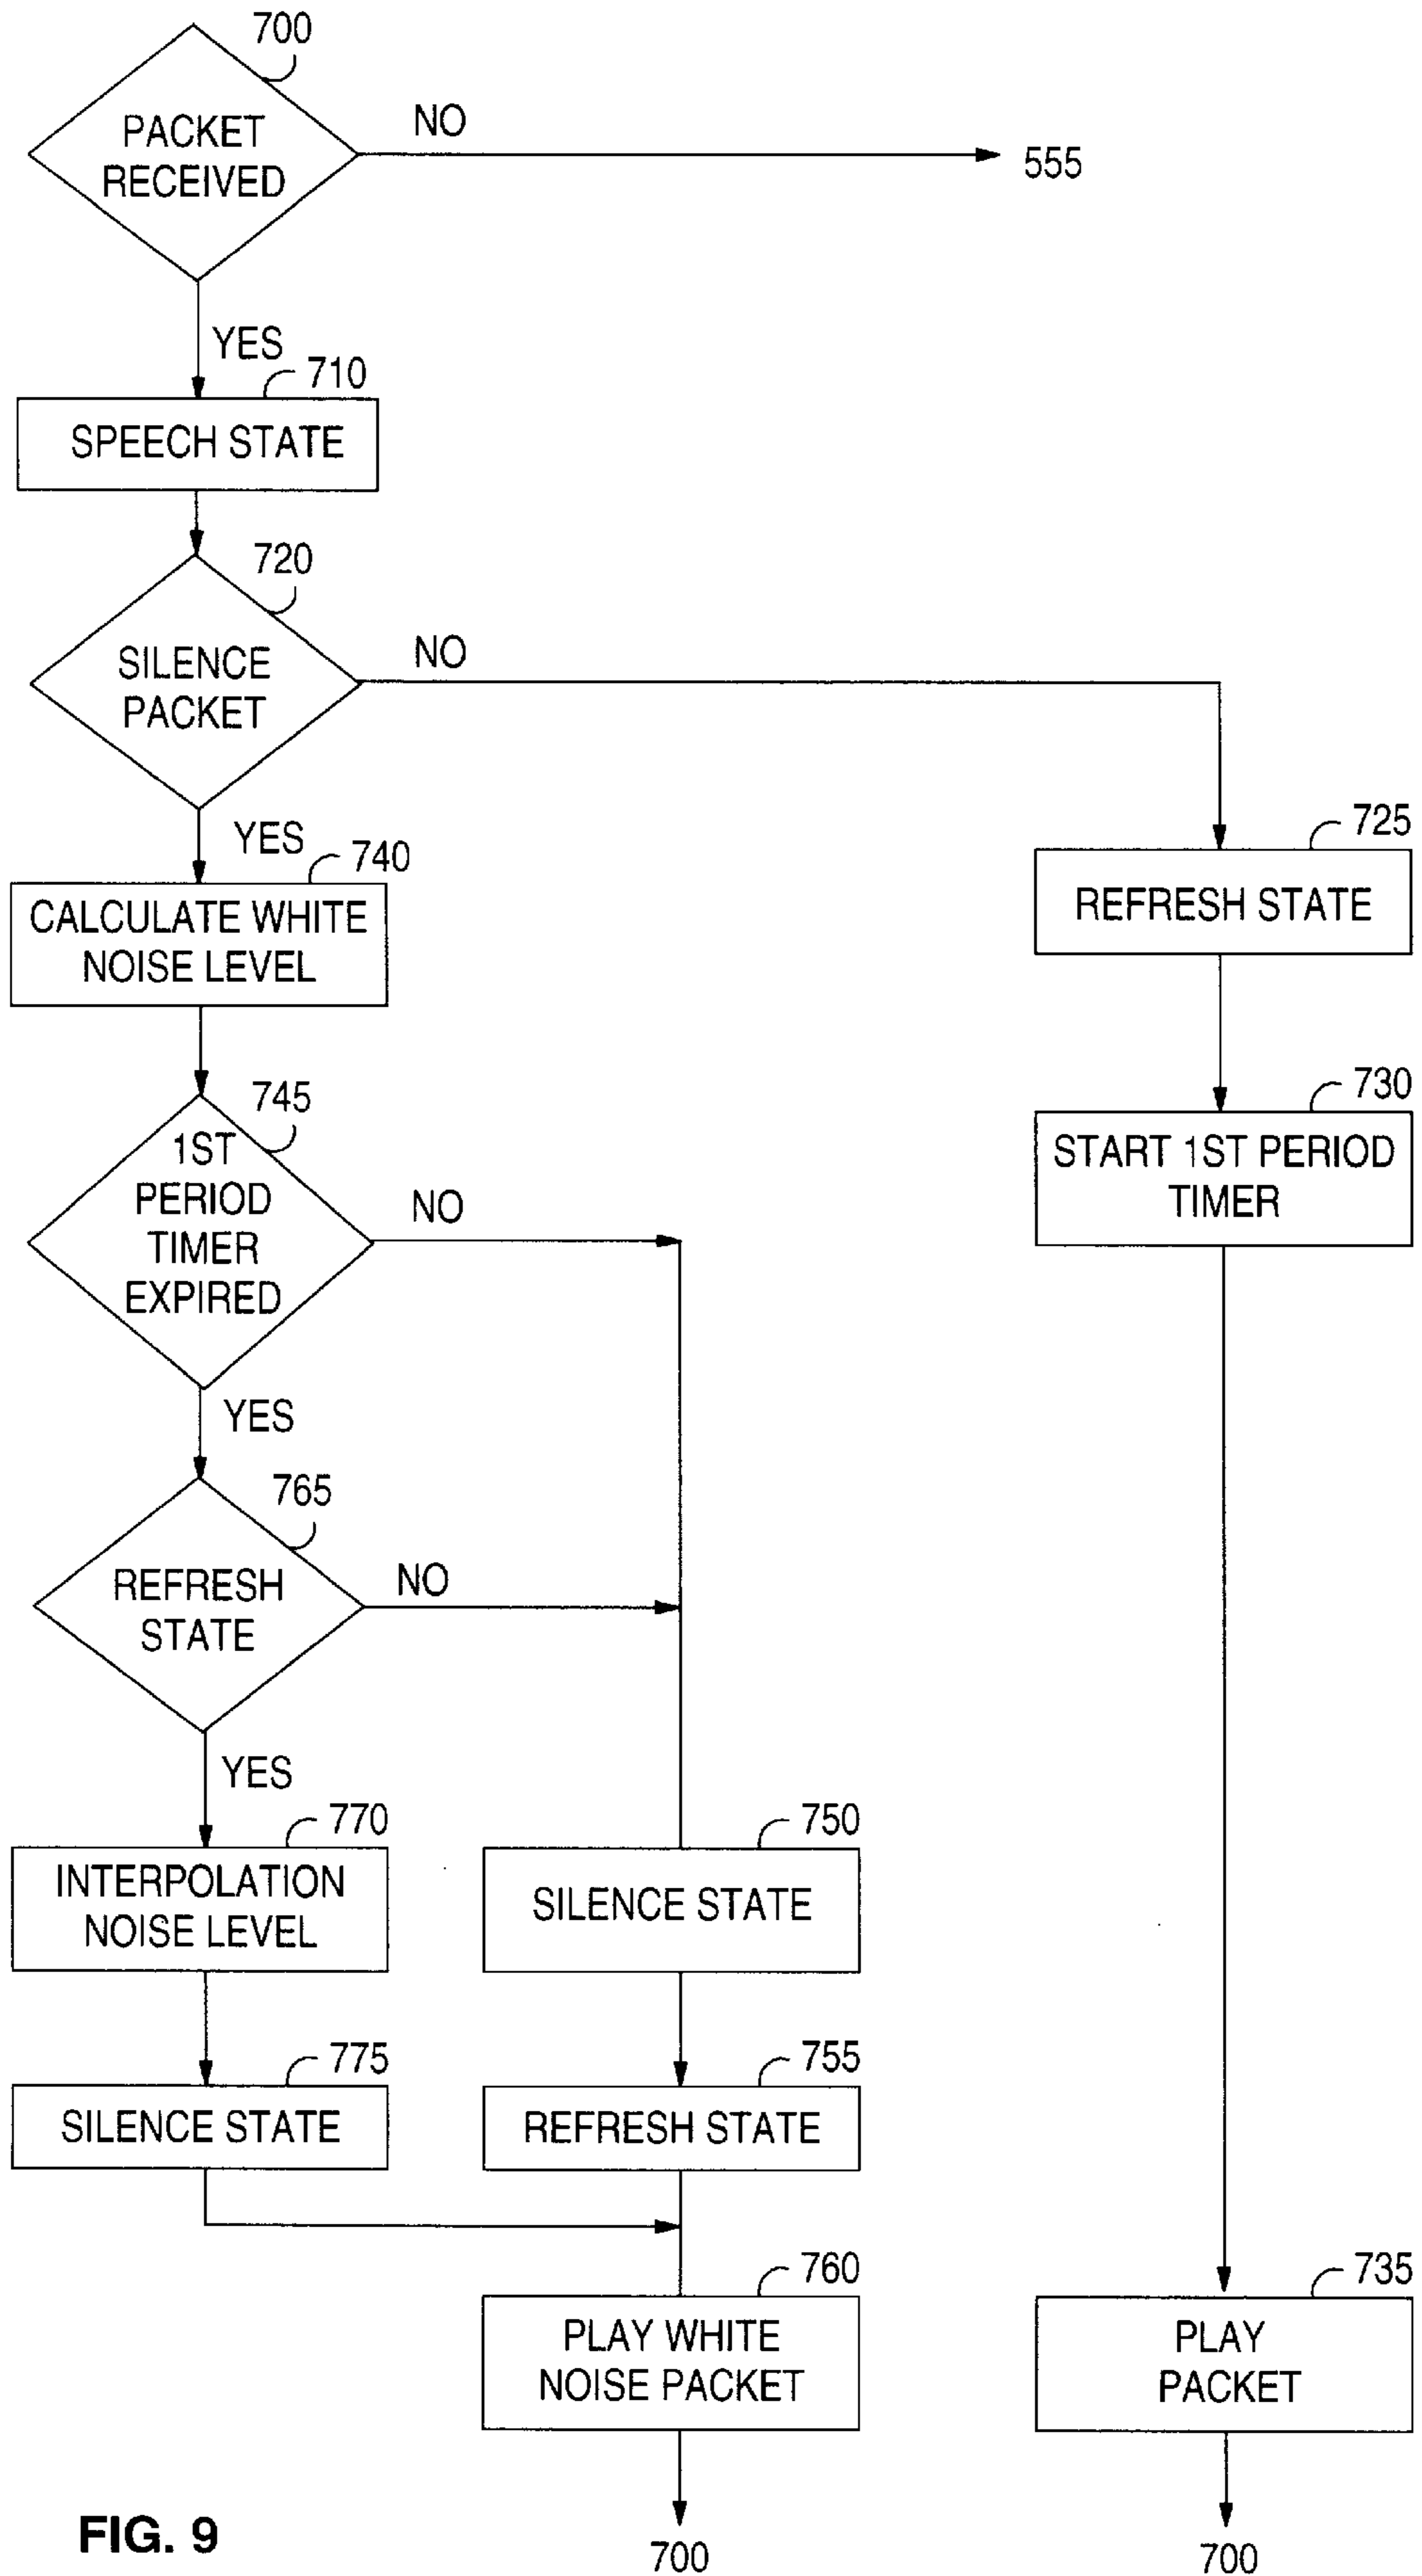 700
PACKET
RECEIVED
NO
555
YES
710
SPEECH STATE
720
SILENCE
PACKET
NO
YES
725
REFRESH STATE
740
CALCULATE WHITE
NOISE LEVEL
730
START 1ST PERIOD
TIMER
745
1ST
PERIOD
TIMER
EXPIRED
NO
YES
765
REFRESH
STATE
NO
YES
770
INTERPOLATION
NOISE LEVEL
750
SILENCE STATE
775
SILENCE STATE
755
REFRESH STATE
760
PLAY WHITE
NOISE PACKET
735
PLAY
PACKET
700
700
FIG. 9